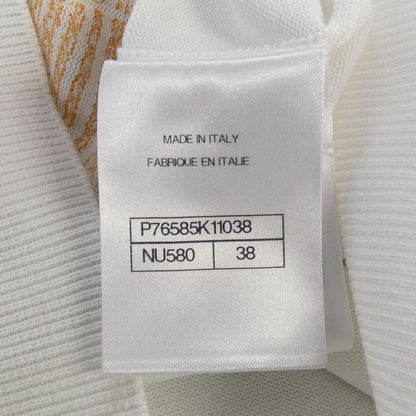 MADE IN ITALY
FABRIQUE EN ITALIE
P76585K11038
NU580 38